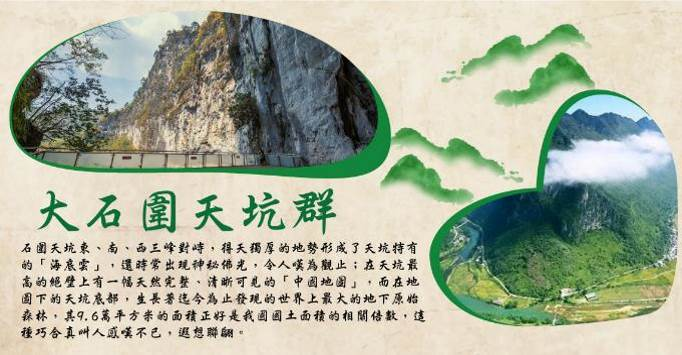 大石圍天坑群
石圍天坑東、南、西三峰對峙，得天獨厚的地勢形成了天坑特有
的「海底雲」，還時常出現神秘佛光，令人嘆為觀止；在天坑最
高的絕壁上有一幅天然完整、清晰可見的「中國地圖」，而在地
圖下的天坑底部，生長著迄今為止發現的世界上最大的地下原始
森林，其9.6萬平方米的面積正好是我國國土面積的相關倍數，這
種巧合真叫人感嘆不已，遐想聯翩。